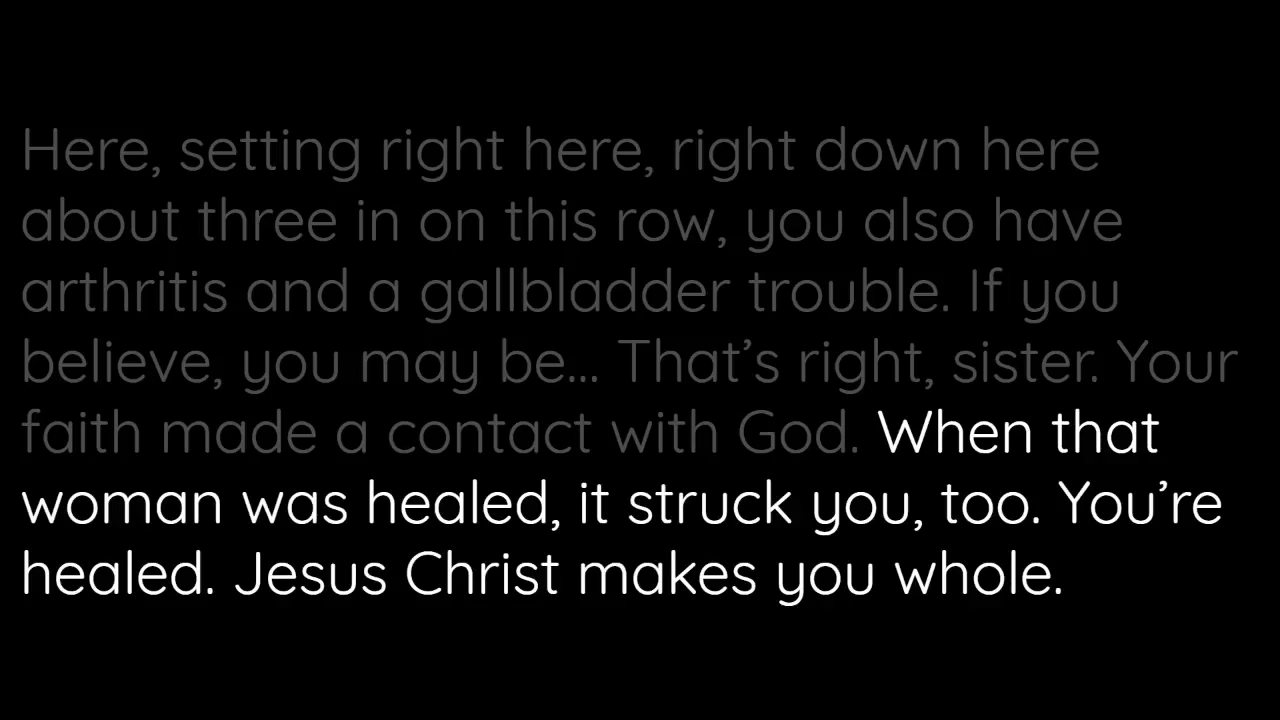 Here, setting right here, right down here
about three in on this row, you also have
arthritis and a gallbladder trouble. If you
believe, you may be... That’s right, sister. Your
faith made a contact with God. When that
woman was healed, it struck you, too. You’re
healed. Jesus Christ makes you whole.